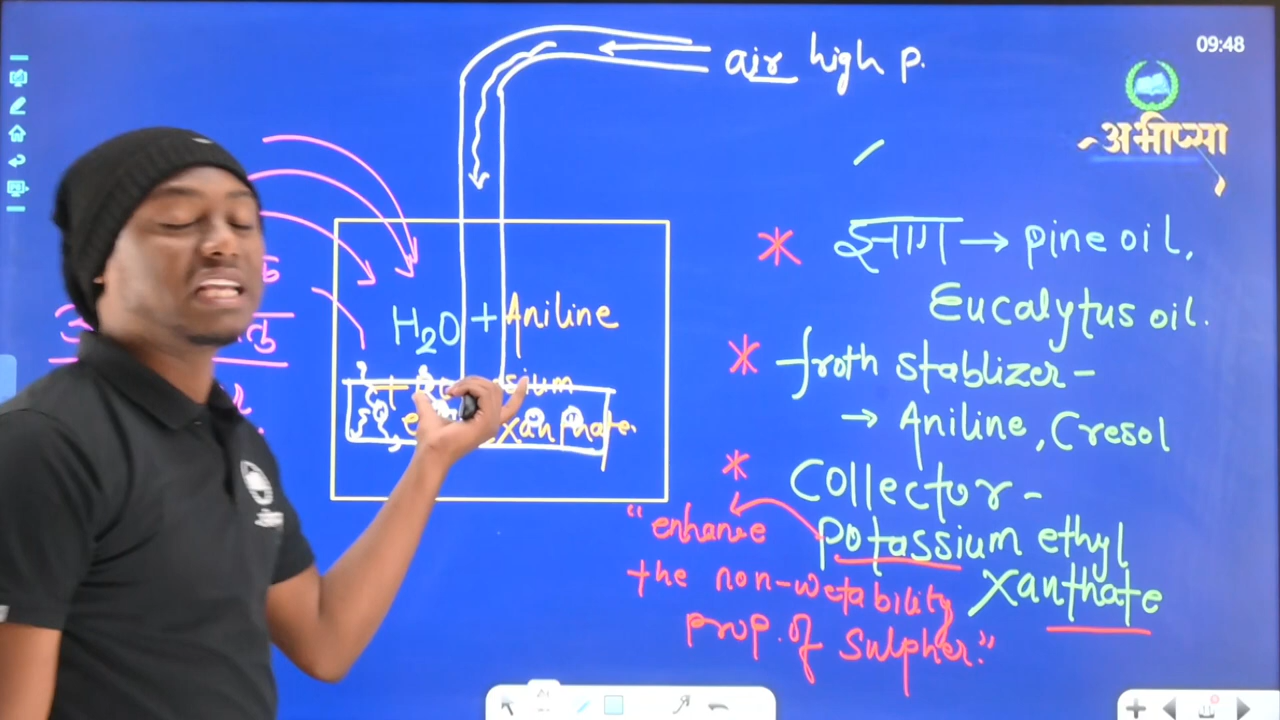 09:48
अभीप्सा
air high p.
झाग → pine oil,
Eucalytus oil.
froth stablizer -
→ Aniline, Cresol
Collector -
potassium ethyl
Xanthate
"enhance
the non-wetability
prop. of Sulpher."
H2O + Aniline
xanthate.